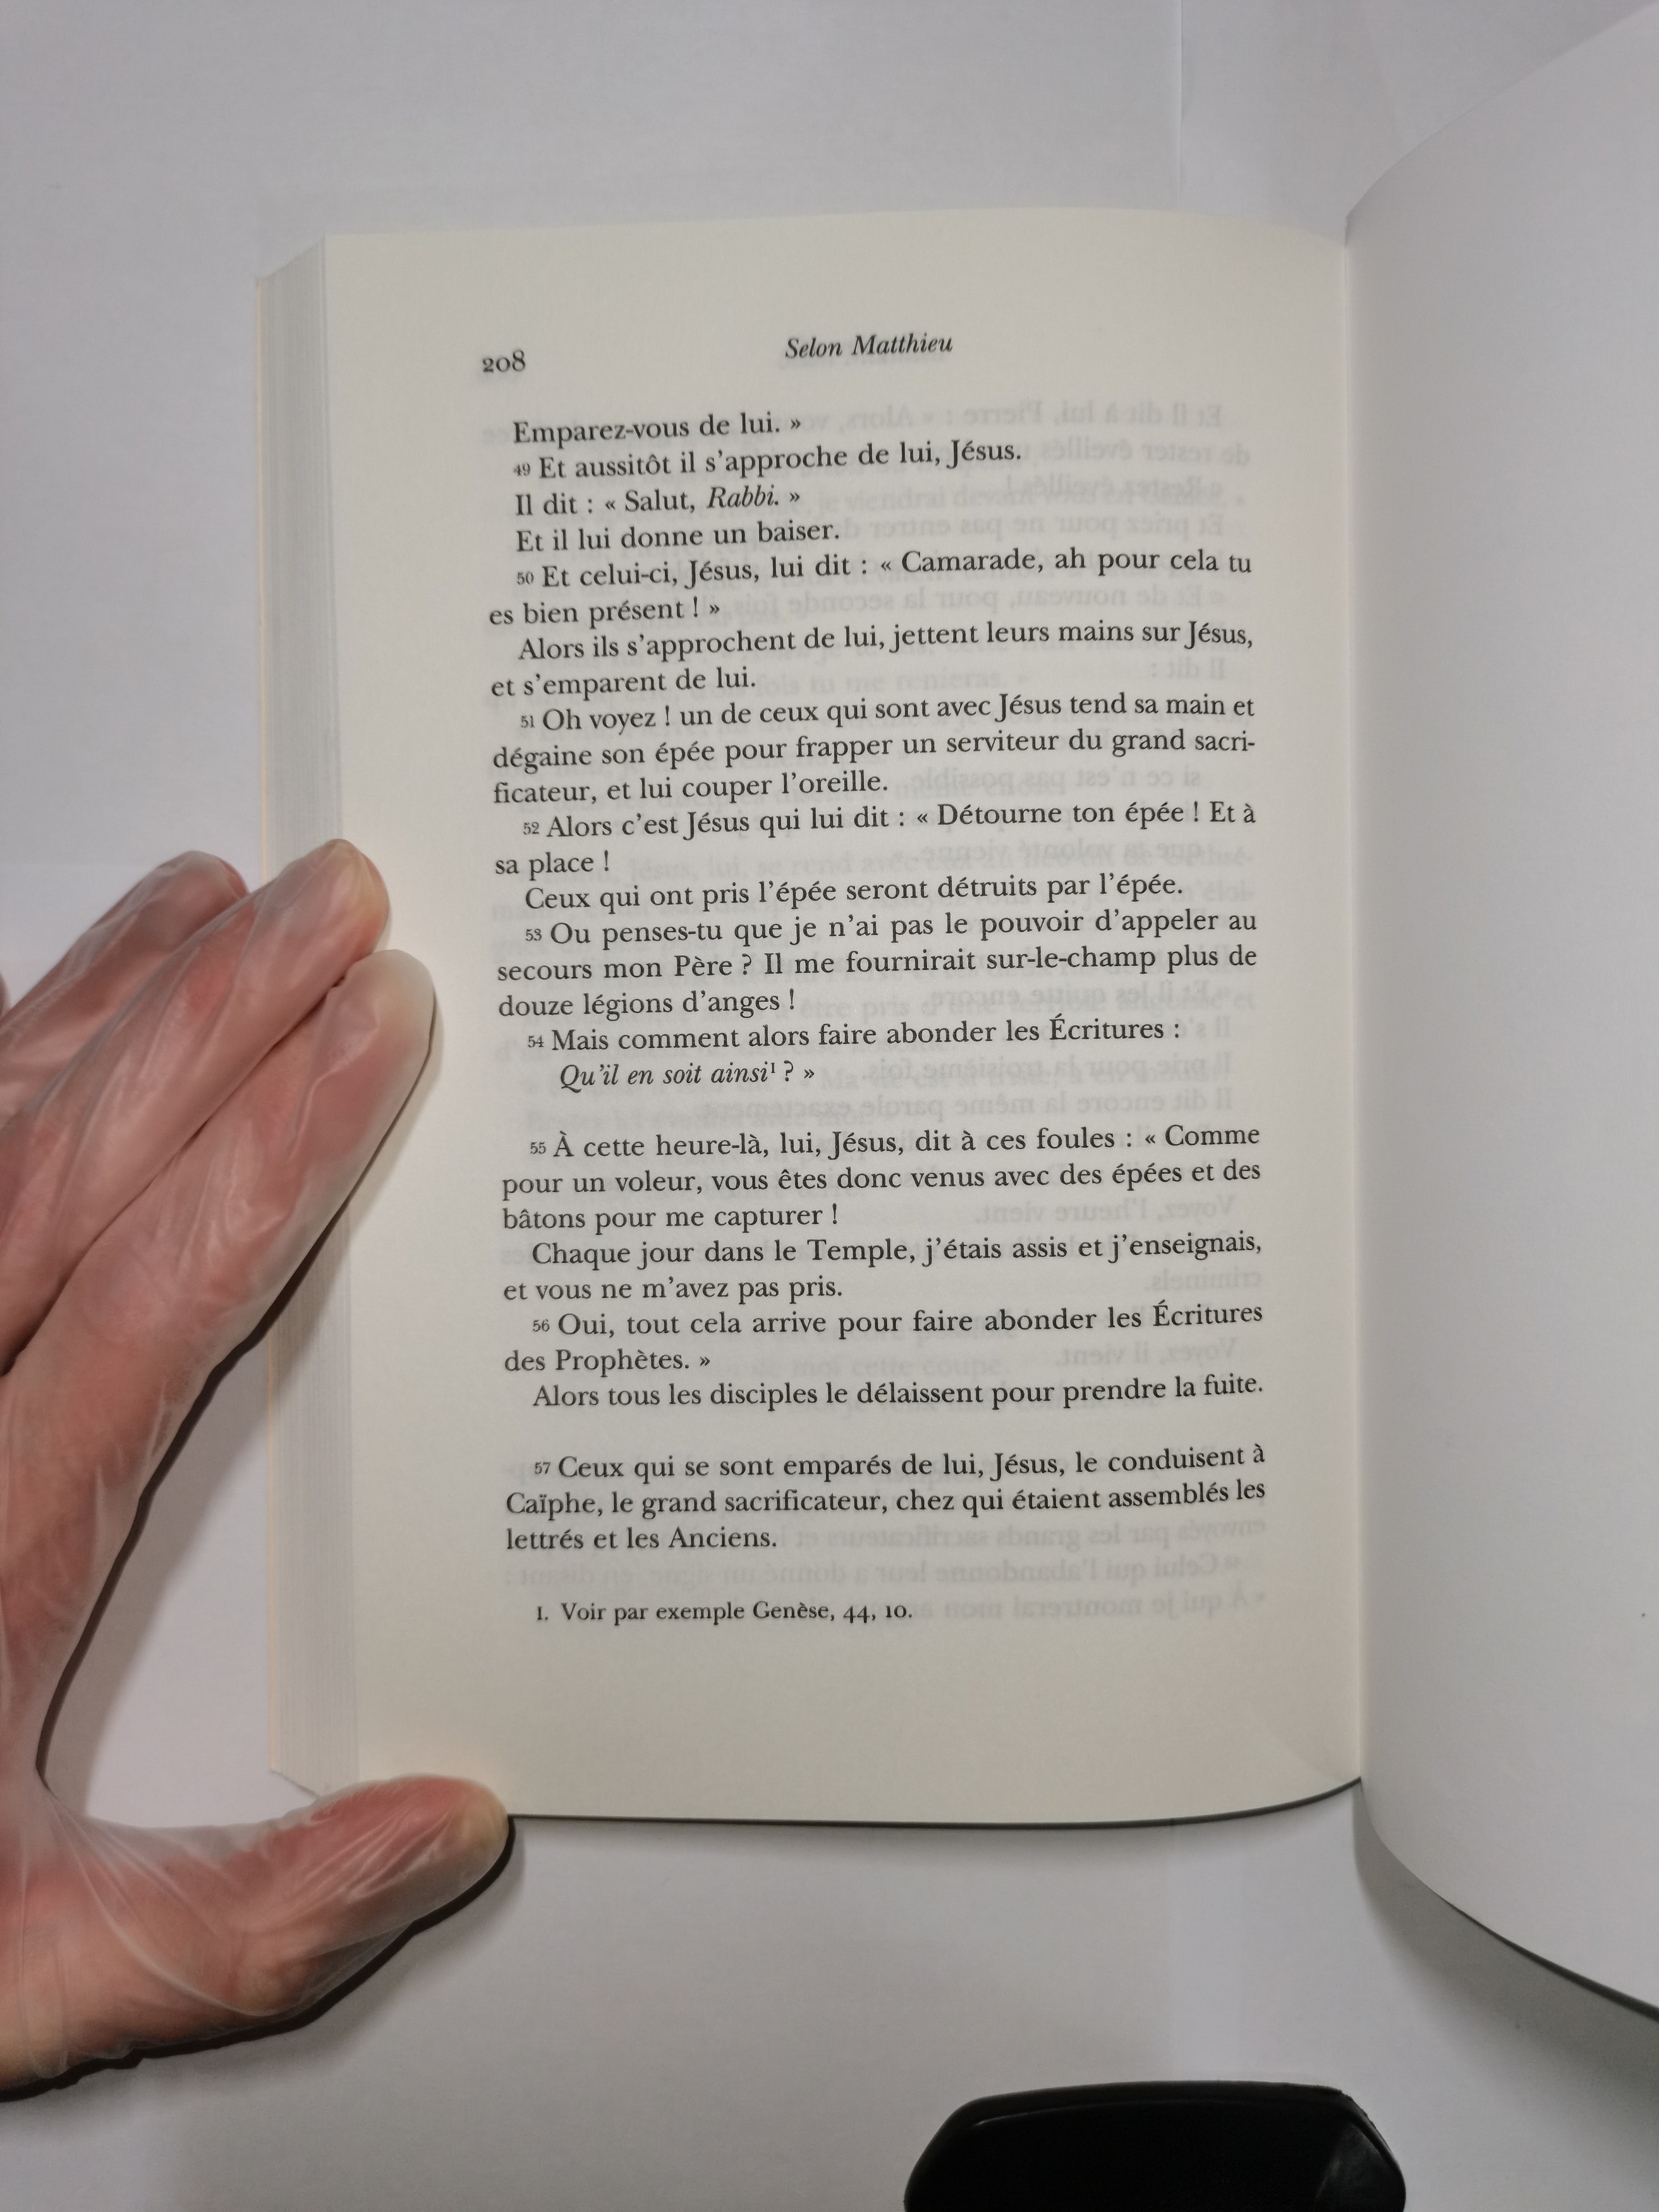 208
Selon Matthieu
Emparez-vous de lui. »
49 Et aussitôt il s’approche de lui, Jésus.
Il dit : « Salut, Rabbi. »
Et il lui donne un baiser.
50 Et celui-ci, Jésus, lui dit : « Camarade, ah pour cela tu
es bien présent ! »
Alors ils s’approchent de lui, jettent leurs mains sur Jésus,
et s’emparent de lui.
51 Oh voyez ! un de ceux qui sont avec Jésus tend sa main et
dégaine son épée pour frapper un serviteur du grand sacri-
ficateur, et lui couper l’oreille.
52 Alors c’est Jésus qui lui dit : « Détourne ton épée ! Et à
sa place !
Ceux qui ont pris l’épée seront détruits par l’épée.
53 Ou penses-tu que je n’ai pas le pouvoir d’appeler au
secours mon Père ? Il me fournirait sur-le-champ plus de
douze légions d’anges !
54 Mais comment alors faire abonder les Écritures :
Qu’il en soit ainsi¹ ? »
55 À cette heure-là, lui, Jésus, dit à ces foules : « Comme
pour un voleur, vous êtes donc venus avec des épées et des
bâtons pour me capturer !
Chaque jour dans le Temple, j’étais assis et j’enseignais,
et vous ne m’avez pas pris.
56 Oui, tout cela arrive pour faire abonder les Écritures
des Prophètes. »
Alors tous les disciples le délaissent pour prendre la fuite.
57 Ceux qui se sont emparés de lui, Jésus, le conduisent à
Caïphe, le grand sacrificateur, chez qui étaient assemblés les
lettrés et les Anciens.
1. Voir par exemple Genèse, 44, 10.